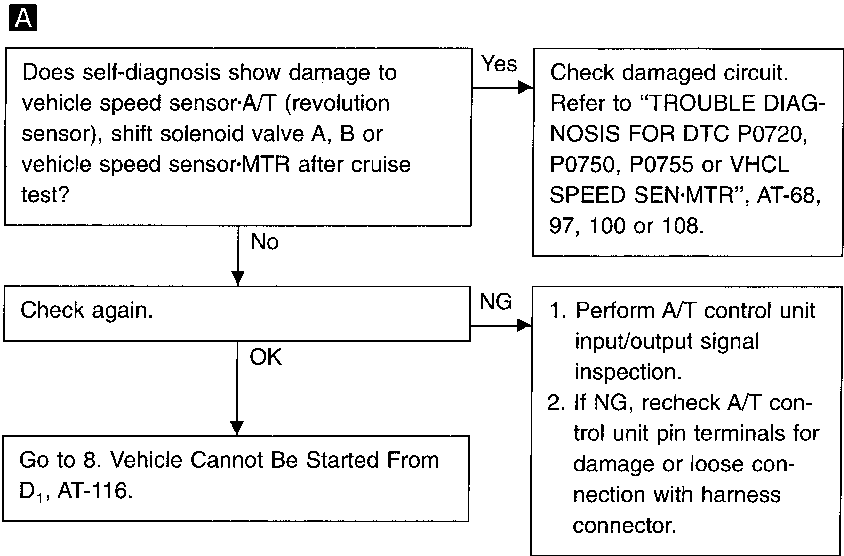 A
Does self-diagnosis show damage to
vehicle speed sensor·A/T (revolution
sensor), shift solenoid valve A, B or
vehicle speed sensor·MTR after cruise
test?
Yes
Check damaged circuit.
Refer to “TROUBLE DIAG-
NOSIS FOR DTC P0720,
P0750, P0755 or VHCL
SPEED SEN·MTR”, AT-68,
97, 100 or 108.
No
Check again.
NG
1. Perform A/T control unit
input/output signal
inspection.
2. If NG, recheck A/T con-
trol unit pin terminals for
damage or loose con-
nection with harness
connector.
OK
Go to 8. Vehicle Cannot Be Started From
D₁, AT-116.